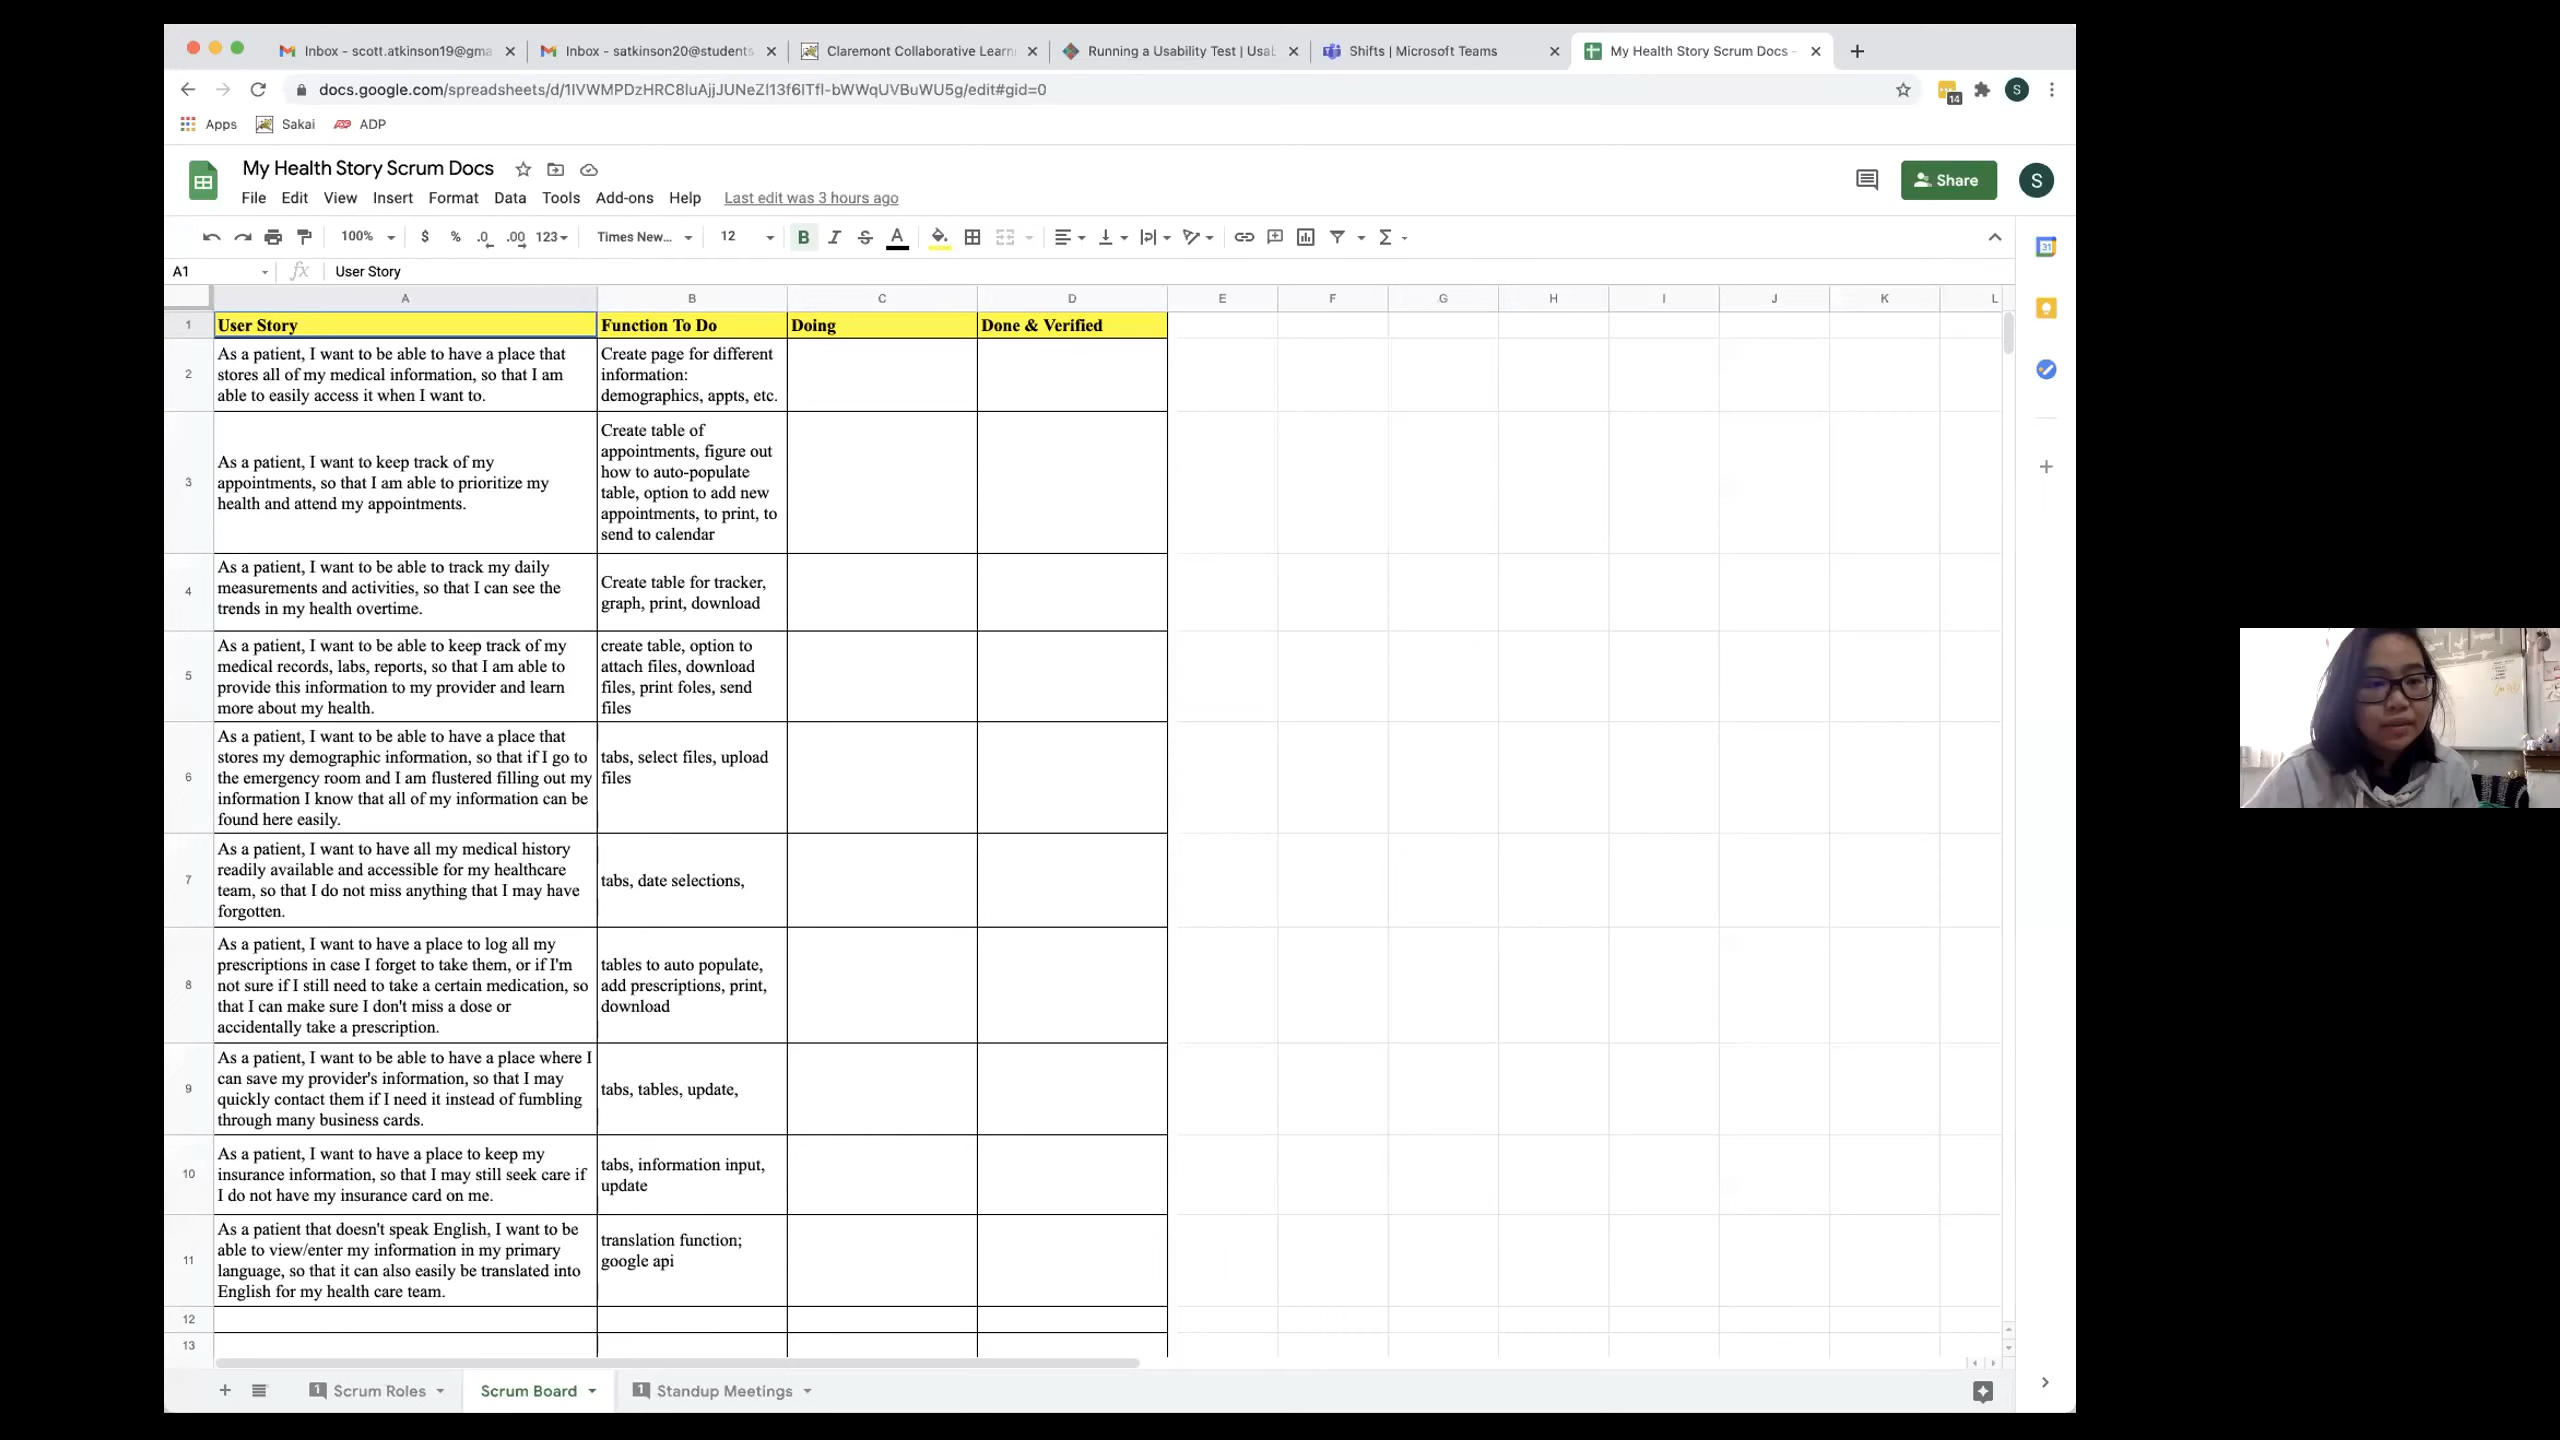 Inbox - scott.atkinson19@gma
Inbox - satkinson20@students
Claremont Collaborative Learn
Running a Usability Test | Usa
Shifts | Microsoft Teams
My Health Story Scrum Docs -
docs.google.com/spreadsheets/d/1IVWMPDzHRC8luAjjJUNeZl13f6ITfl-bWWqUVBuWU5g/edit#gid=0
14
S
Apps
Sakai
ADP
My Health Story Scrum Docs
File Edit View Insert Format Data Tools Add-ons Help Last edit was 3 hours ago
Share
S
100% $ % .0 .00 123 Times New... 12 B I S A
31
A1 fx User Story
A B C D E F G H I J K L
1 User Story Function To Do Doing Done & Verified
2
As a patient, I want to be able to have a place that
stores all of my medical information, so that I am
able to easily access it when I want to.
Create page for different
information:
demographics, appts, etc.
3
As a patient, I want to keep track of my
appointments, so that I am able to prioritize my
health and attend my appointments.
Create table of
appointments, figure out
how to auto-populate
table, option to add new
appointments, to print, to
send to calendar
4
As a patient, I want to be able to track my daily
measurements and activities, so that I can see the
trends in my health overtime.
Create table for tracker,
graph, print, download
5
As a patient, I want to be able to keep track of my
medical records, labs, reports, so that I am able to
provide this information to my provider and learn
more about my health.
create table, option to
attach files, download
files, print foles, send
files
6
As a patient, I want to be able to have a place that
stores my demographic information, so that if I go to
the emergency room and I am flustered filling out my
information I know that all of my information can be
found here easily.
tabs, select files, upload
files
7
As a patient, I want to have all my medical history
readily available and accessible for my healthcare
team, so that I do not miss anything that I may have
forgotten.
tabs, date selections,
8
As a patient, I want to have a place to log all my
prescriptions in case I forget to take them, or if I'm
not sure if I still need to take a certain medication, so
that I can make sure I don't miss a dose or
accidentally take a prescription.
tables to auto populate,
add prescriptions, print,
download
9
As a patient, I want to be able to have a place where I
can save my provider's information, so that I may
quickly contact them if I need it instead of fumbling
through many business cards.
tabs, tables, update,
10
As a patient, I want to have a place to keep my
insurance information, so that I may still seek care if
I do not have my insurance card on me.
tabs, information input,
update
11
As a patient that doesn't speak English, I want to be
able to view/enter my information in my primary
language, so that it can also easily be translated into
English for my health care team.
translation function;
google api
12
13
1 Scrum Roles
Scrum Board
1 Standup Meetings